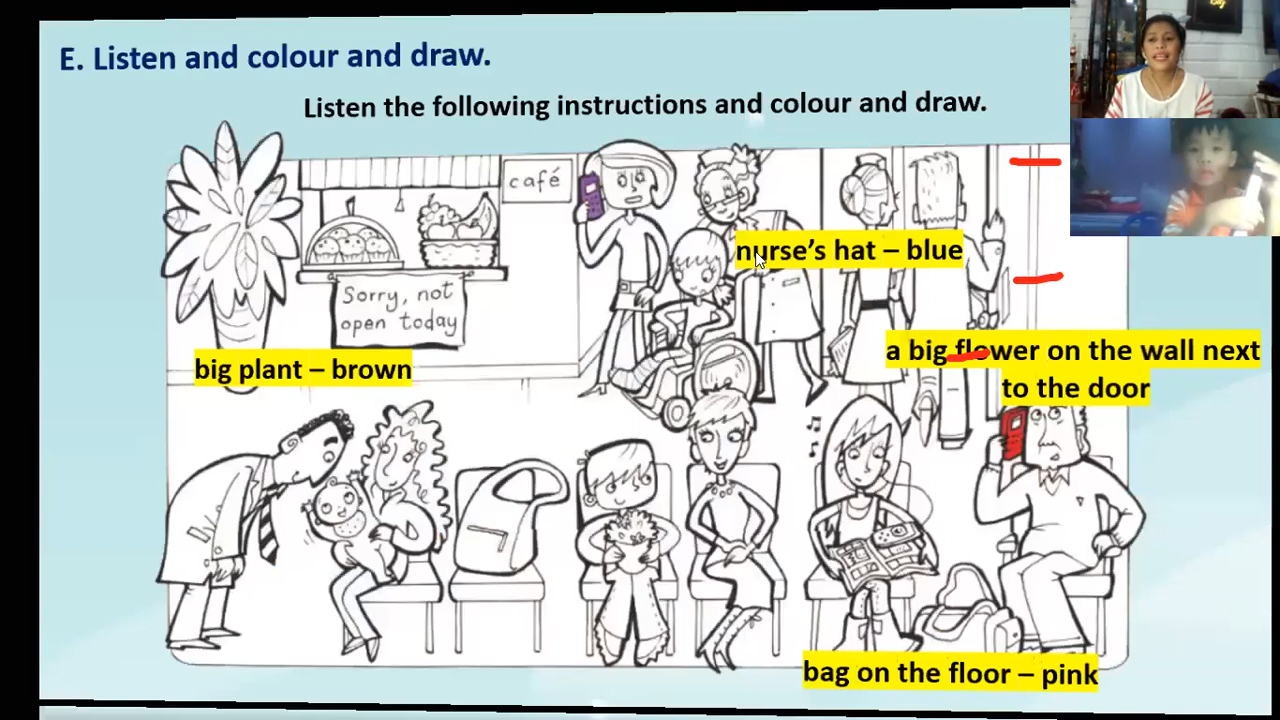 E. Listen and colour and draw.
Listen the following instructions and colour and draw.
café
nurse's hat – blue
Sorry, not
open today
a big flower on the wall next
to the door
big plant – brown
bag on the floor – pink